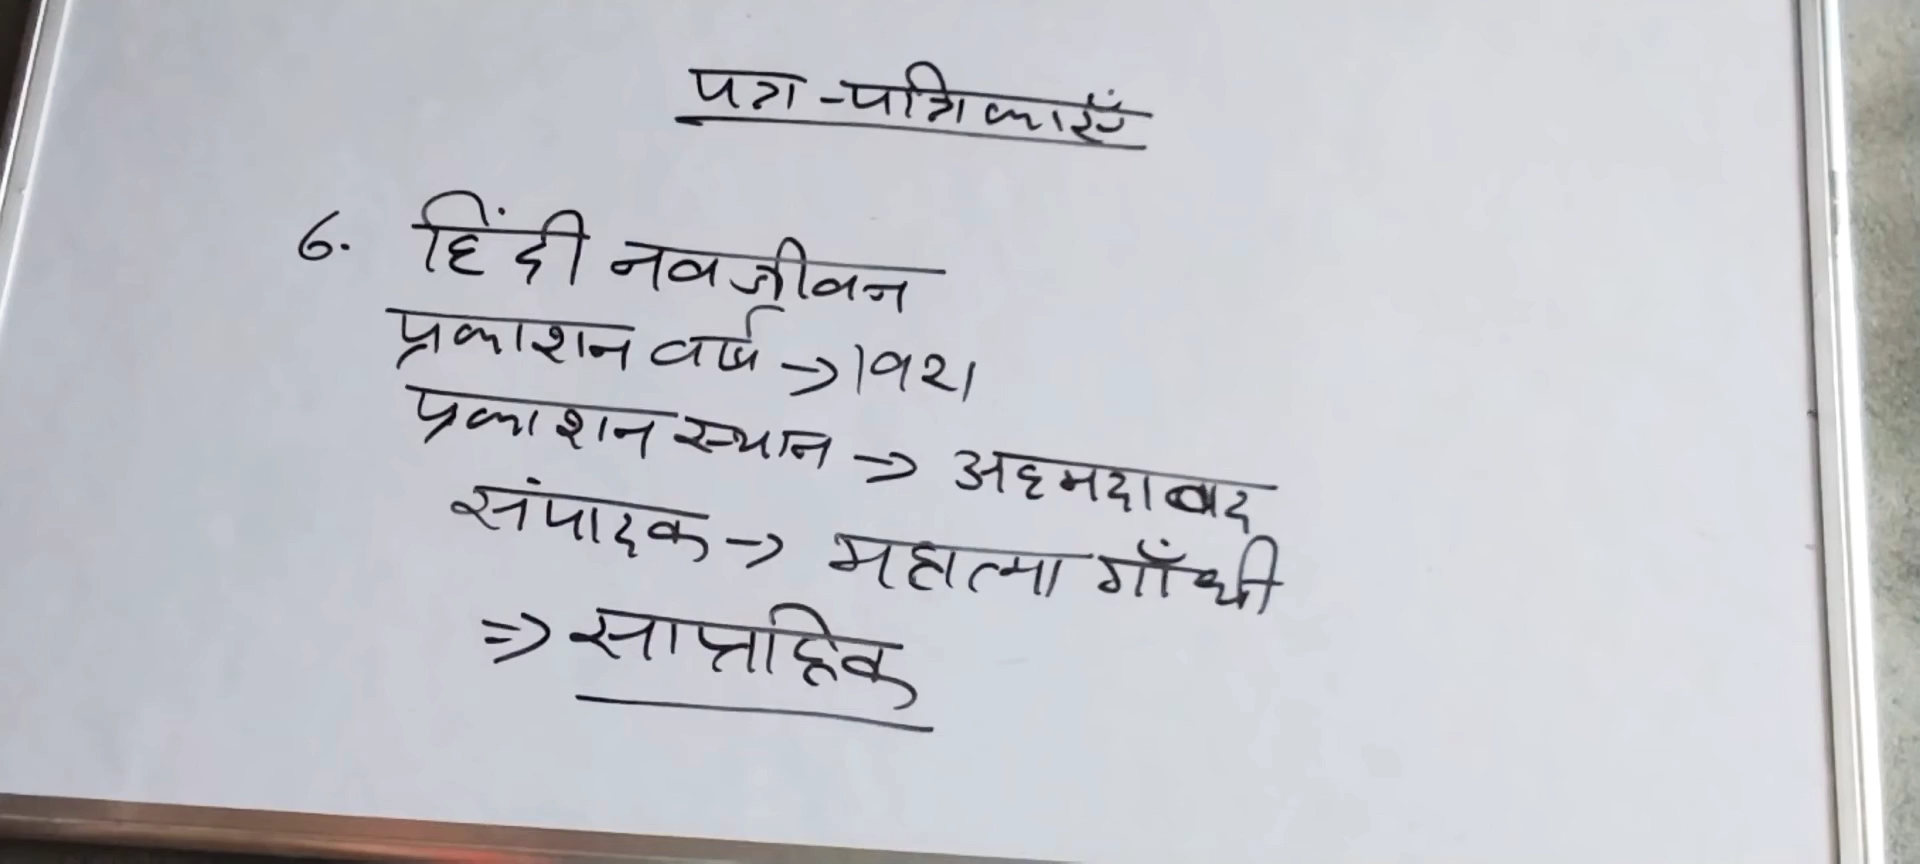 पत्र-पत्रिकाएँ
6. हिंदी नवजीवन
प्रकाशन वर्ष → 1921
प्रकाशन स्थान → अहमदाबाद
संपादक → महात्मा गाँधी
⇒ साप्ताहिक